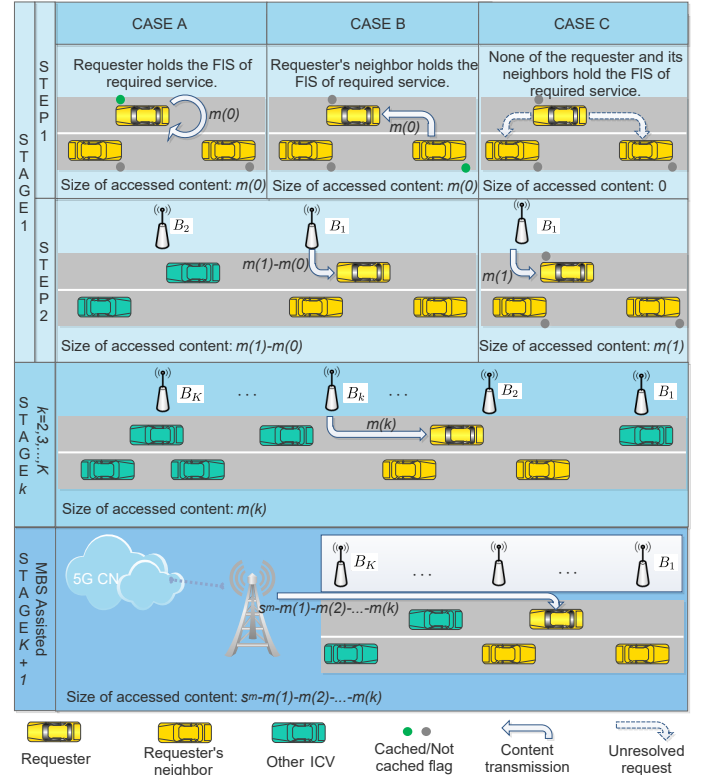 CASE A
CASE B
CASE C
STAGE 1
STEP 1
Requester holds the FIS of
required service.
m(0)
Size of accessed content: m(0)
Requester's neighbor holds the
FIS of required service.
m(0)
Size of accessed content: m(0)
None of the requester and its
neighbors hold the FIS of
required service.
Size of accessed content: 0
STEP2
B2
B1
m(1)-m(0)
Size of accessed content: m(1)-m(0)
B1
m(1)
Size of accessed content: m(1)
STAGE k
k=2,3,...,K
BK
...
Bk
...
B2
B1
m(k)
Size of accessed content: m(k)
STAGE K+1
MBS Assisted
5G CN
BK
...
...
B1
sᵐ-m(1)-m(2)-...-m(k)
Size of accessed content: sᵐ-m(1)-m(2)-...-m(k)
Requester
Requester's
neighbor
Other ICV
Cached/Not
cached flag
Content
transmission
Unresolved
request